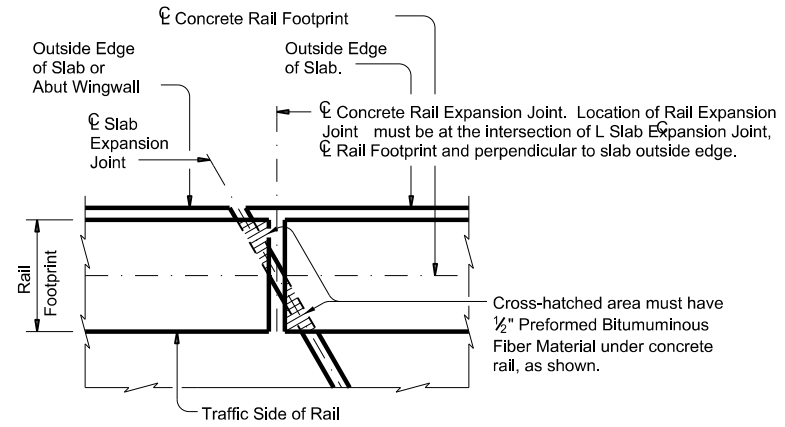 ℄ Concrete Rail Footprint
Outside Edge
of Slab or
Abut Wingwall
Outside Edge
of Slab.
℄ Slab
Expansion
Joint
℄ Concrete Rail Expansion Joint. Location of Rail Expansion
Joint must be at the intersection of L Slab Expansion Joint,
℄ Rail Footprint and perpendicular to slab outside edge.
Rail
Footprint
Cross-hatched area must have
½" Preformed Bitumuminous
Fiber Material under concrete
rail, as shown.
Traffic Side of Rail